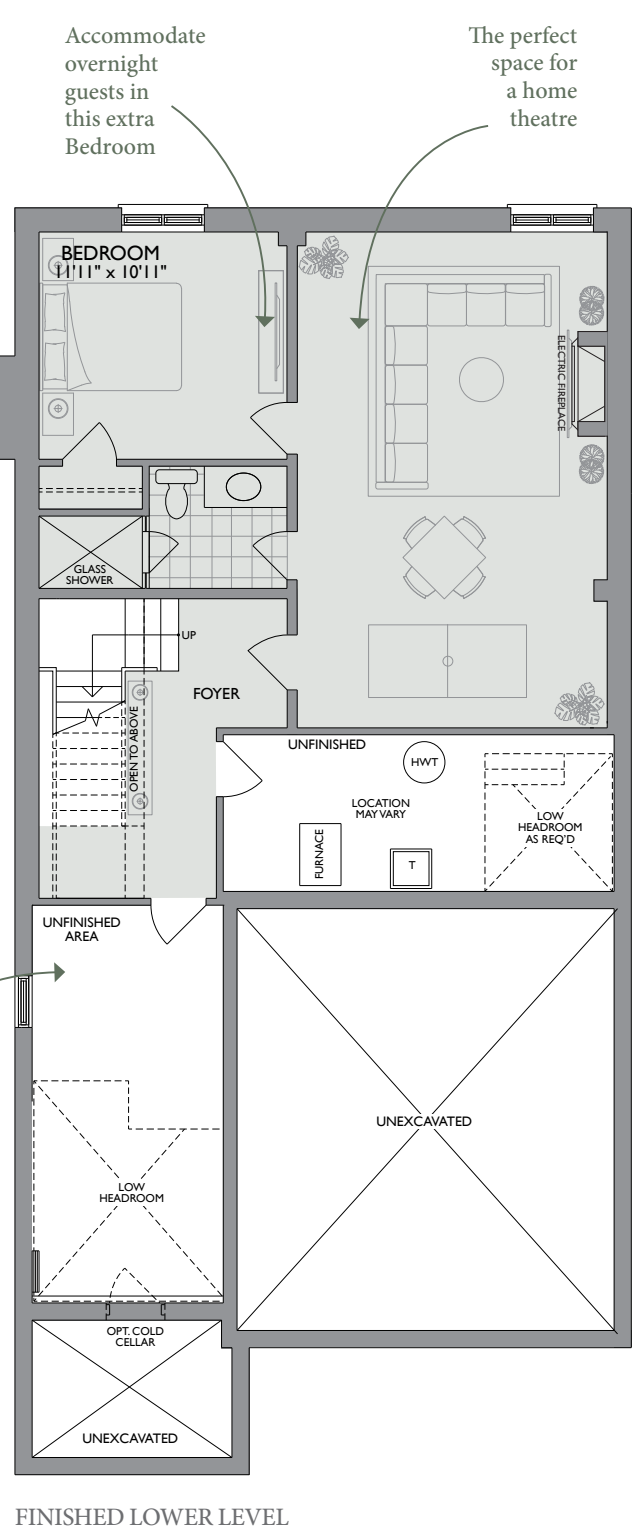 Accommodate
overnight
guests in
this extra
Bedroom
The perfect
space for
a home
theatre
BEDROOM
11'11" x 10'11"
ELECTRIC FIREPLACE
GLASS
SHOWER
UP
FOYER
OPEN TO ABOVE
UNFINISHED
HWT
LOCATION
MAY VARY
FURNACE
T
LOW
HEADROOM
AS REQ'D
UNFINISHED
AREA
UNEXCAVATED
LOW
HEADROOM
OPT. COLD
CELLAR
UNEXCAVATED
FINISHED LOWER LEVEL